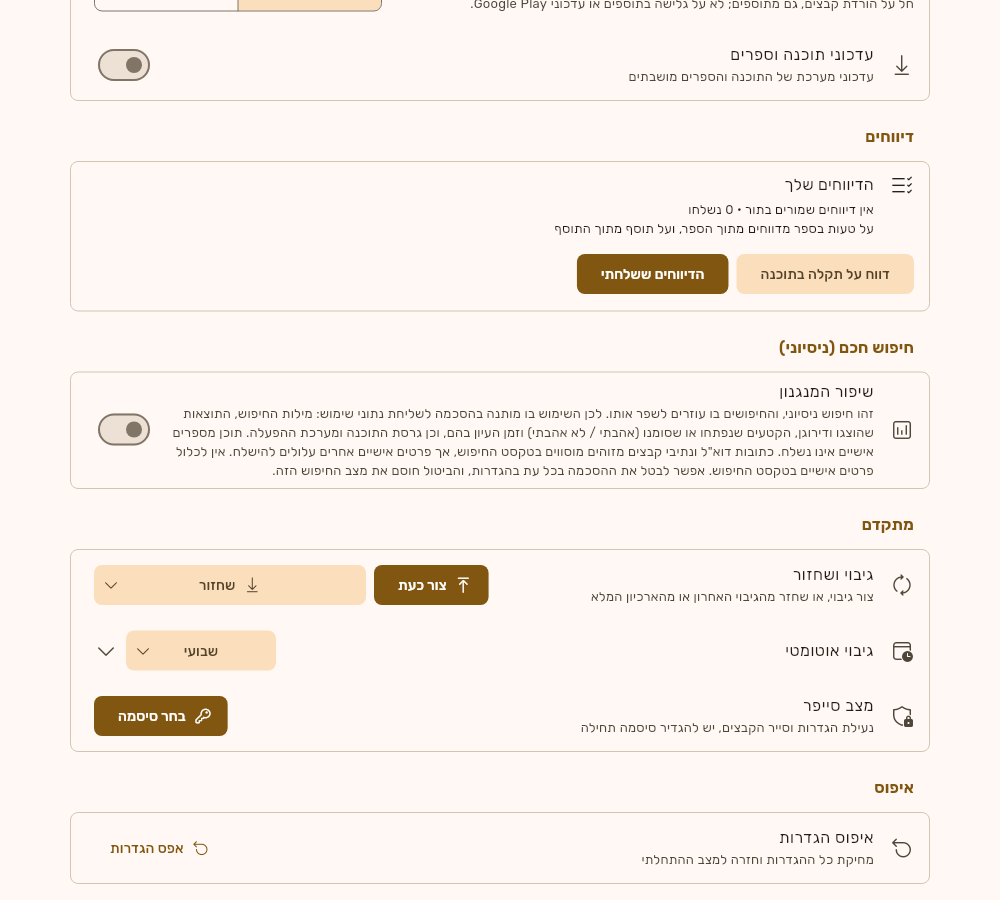 חל על הורדת קבצים, גם מתוספים; לא על גלישה בתוספים או עדכוני Google Play.
עדכוני תוכנה וספרים
עדכוני מערכת של התוכנה והספרים מושבתים
דיווחים
הדיווחים שלך
אין דיווחים שמורים בתור • 0 נשלחו
על טעות בספר מדווחים מתוך הספר, ועל תוסף מתוך התוסף
דווח על תקלה בתוכנה
הדיווחים ששלחתי
חיפוש חכם (ניסיוני)
שיפור המנגנון
זהו חיפוש ניסיוני, והחיפושים בו עוזרים לשפר אותו. לכן השימוש בו מותנה בהסכמה לשליחת נתוני שימוש: מילות החיפוש, התוצאות
שהוצגו ודירוגן, הקטעים שנפתחו או שסומנו (אהבתי / לא אהבתי) וזמן העיון בהם, וכן גרסת התוכנה ומערכת ההפעלה. תוכן מספרים
אישיים אינו נשלח. כתובות דוא"ל ונתיבי קבצים מזוהים מוסווים בטקסט החיפוש, אך פרטים אישיים אחרים עלולים להישלח. אין לכלול
פרטים אישיים בטקסט החיפוש. אפשר לבטל את ההסכמה בכל עת בהגדרות, והביטול חוסם את מצב החיפוש הזה.
מתקדם
גיבוי ושחזור
צור גיבוי, או שחזר מהגיבוי האחרון או מהארכיון המלא
צור כעת
שחזור
גיבוי אוטומטי
שבועי
מצב סייפר
נעילת הגדרות וסייר הקבצים, יש להגדיר סיסמה תחילה
בחר סיסמה
איפוס
איפוס הגדרות
מחיקת כל ההגדרות וחזרה למצב ההתחלתי
אפס הגדרות